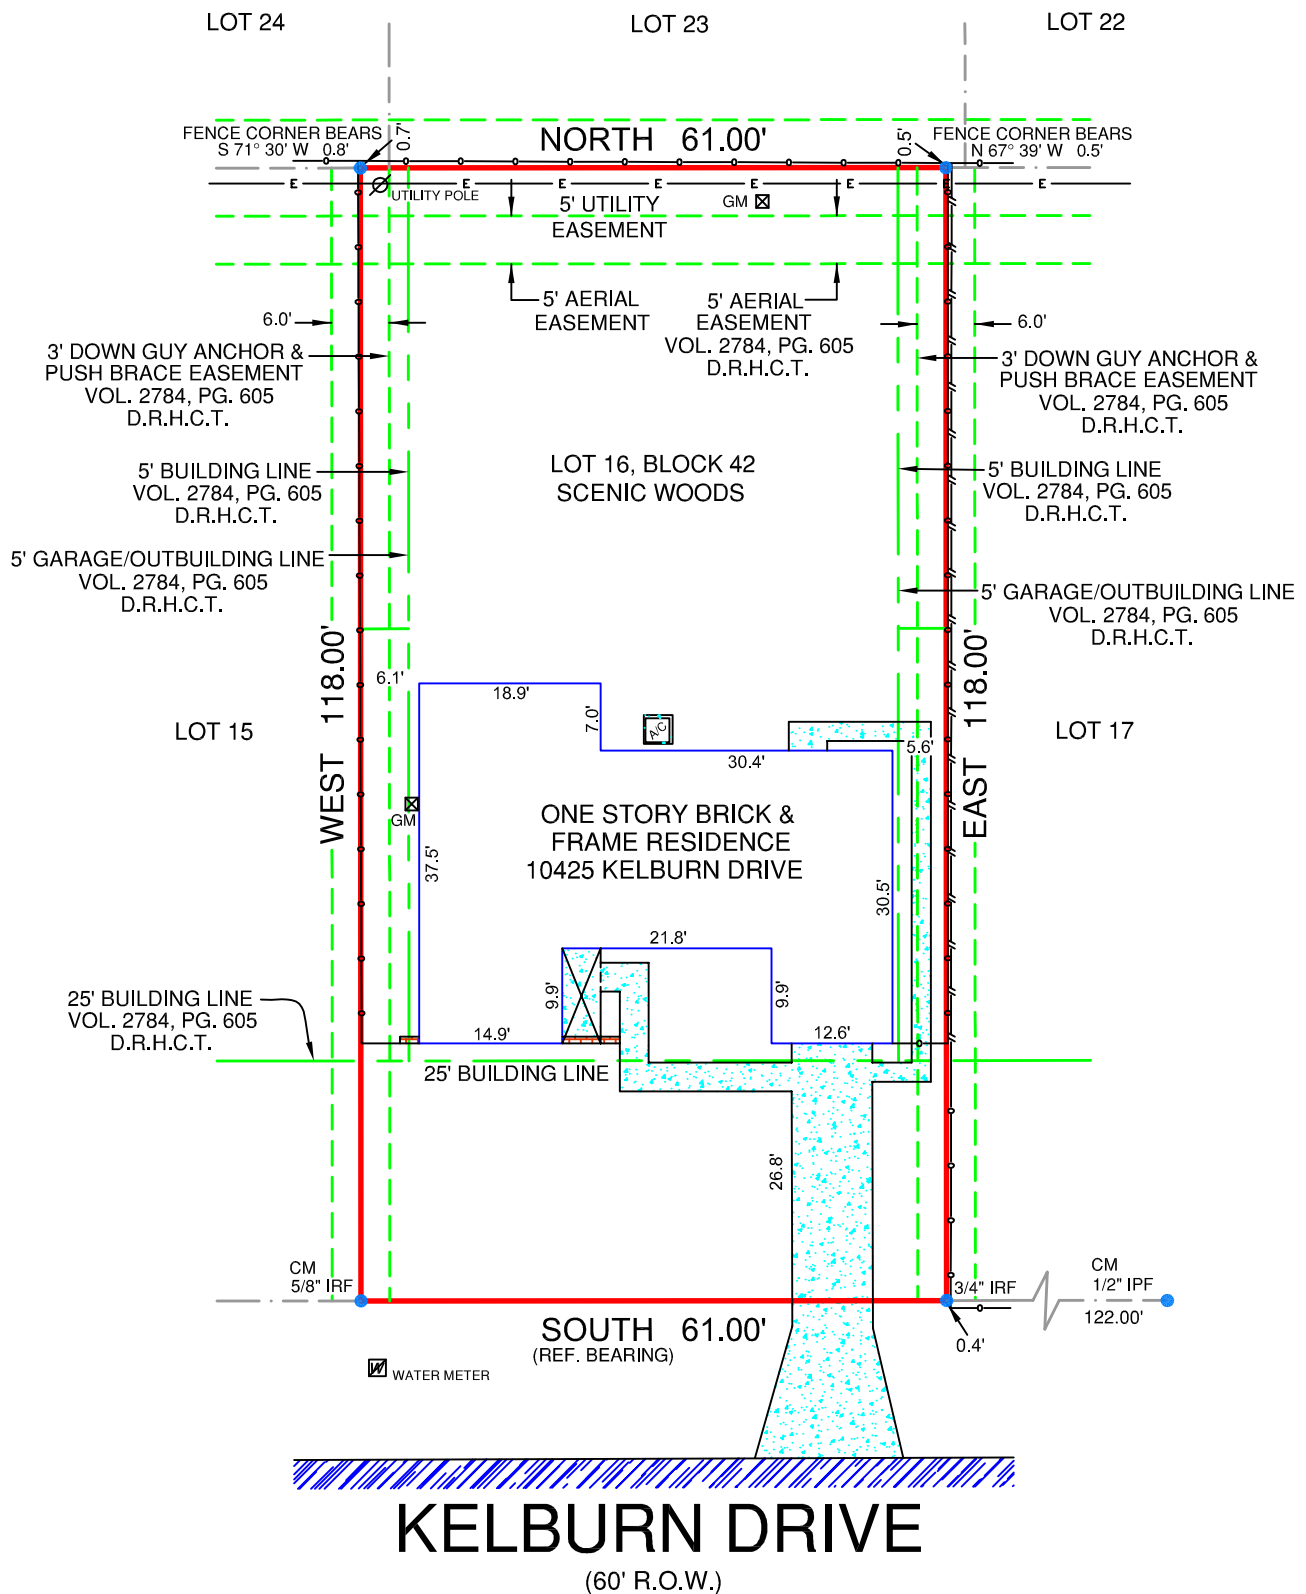 LOT 24
LOT 23
LOT 22
FENCE CORNER BEARS
S 71° 30' W 0.8'
0.7'
NORTH 61.00'
0.5'
FENCE CORNER BEARS
N 67° 39' W 0.5'
E E E E E E E E
UTILITY POLE
5' UTILITY
EASEMENT
GM
5' AERIAL
EASEMENT
5' AERIAL
EASEMENT
VOL. 2784, PG. 605
D.R.H.C.T.
6.0'
6.0'
3' DOWN GUY ANCHOR &
PUSH BRACE EASEMENT
VOL. 2784, PG. 605
D.R.H.C.T.
3' DOWN GUY ANCHOR &
PUSH BRACE EASEMENT
VOL. 2784, PG. 605
D.R.H.C.T.
LOT 16, BLOCK 42
SCENIC WOODS
5' BUILDING LINE
VOL. 2784, PG. 605
D.R.H.C.T.
5' BUILDING LINE
VOL. 2784, PG. 605
D.R.H.C.T.
5' GARAGE/OUTBUILDING LINE
VOL. 2784, PG. 605
D.R.H.C.T.
5' GARAGE/OUTBUILDING LINE
VOL. 2784, PG. 605
D.R.H.C.T.
WEST 118.00'
EAST 118.00'
6.1'
18.9'
7.0'
A/C
30.4'
5.6'
LOT 15
LOT 17
GM
37.5'
ONE STORY BRICK &
FRAME RESIDENCE
10425 KELBURN DRIVE
30.5'
21.8'
9.9'
9.9'
14.9'
12.6'
25' BUILDING LINE
VOL. 2784, PG. 605
D.R.H.C.T.
25' BUILDING LINE
26.8'
CM
5/8" IRF
3/4" IRF
CM
1/2" IPF
122.00'
0.4'
SOUTH 61.00'
(REF. BEARING)
W
WATER METER
KELBURN DRIVE
(60' R.O.W.)